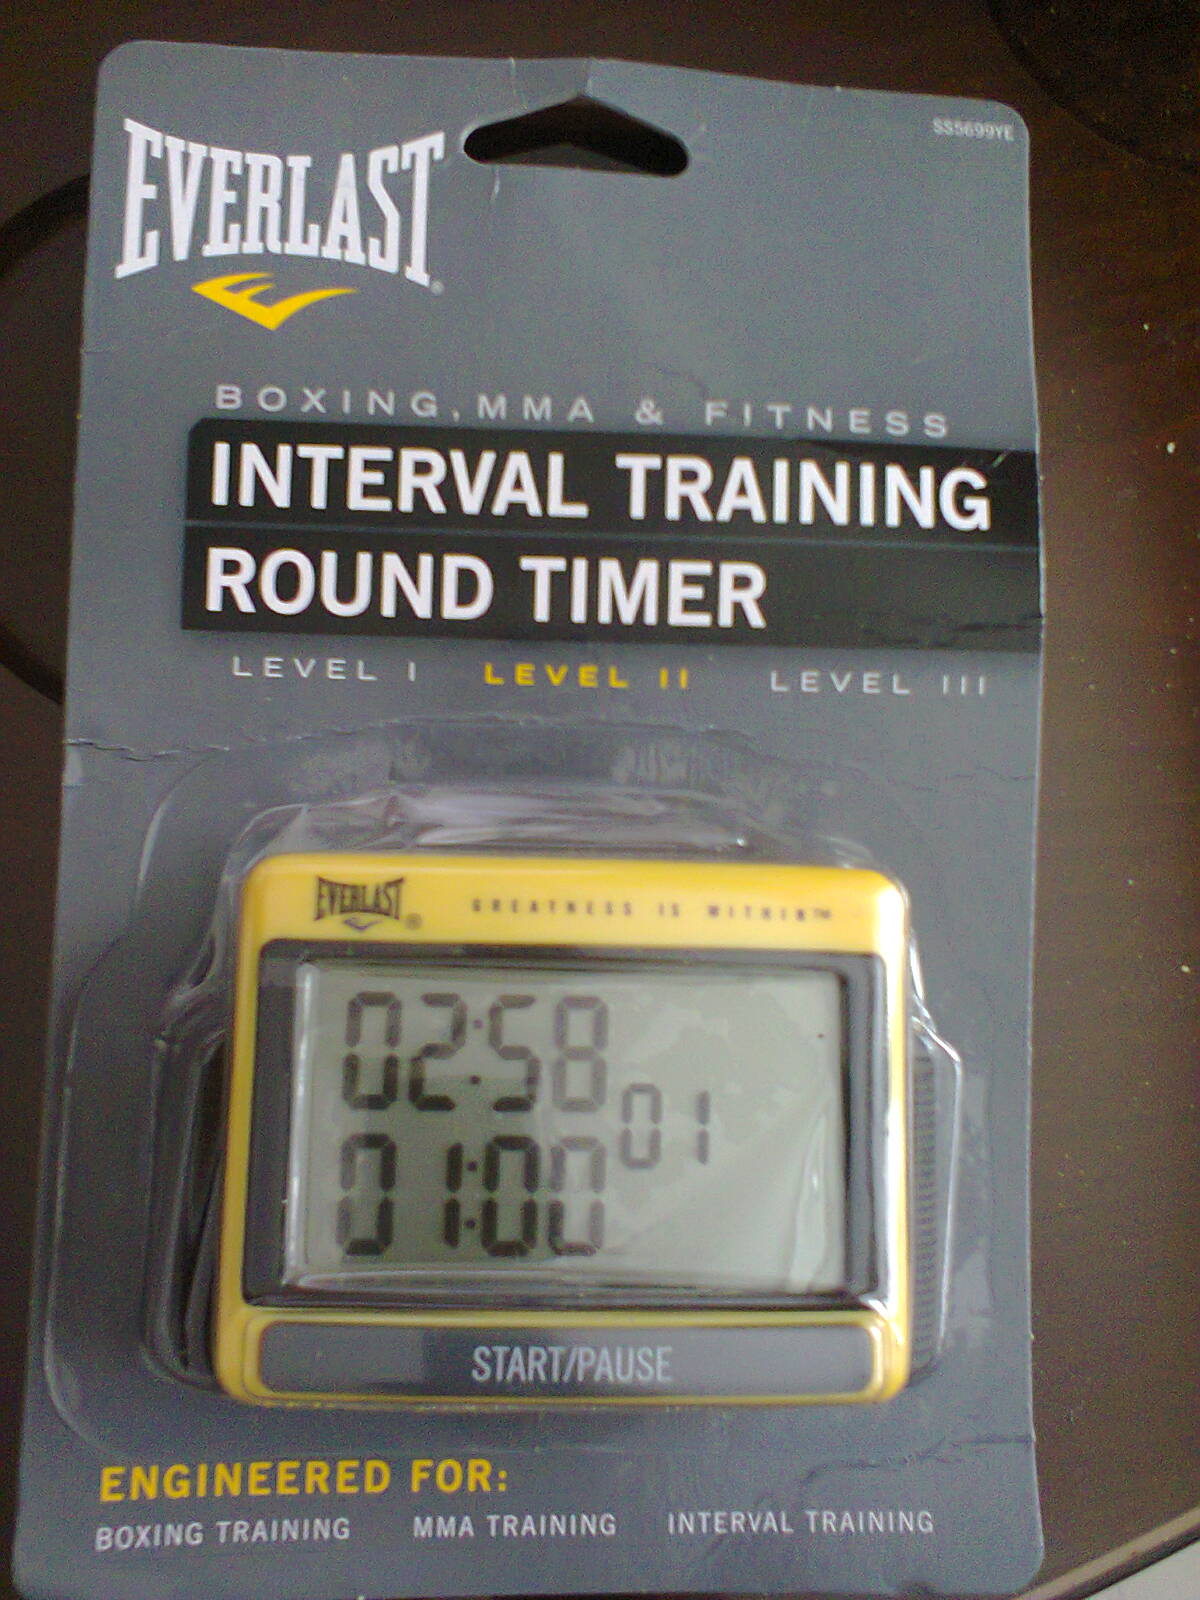 SS5699YE
EVERLAST®
BOXING, MMA & FITNESS
INTERVAL TRAINING
ROUND TIMER
LEVEL I LEVEL II LEVEL III
EVERLAST®
GREATNESS IS WITHIN™
02:58
01
01:00
START/PAUSE
ENGINEERED FOR:
BOXING TRAINING MMA TRAINING INTERVAL TRAINING